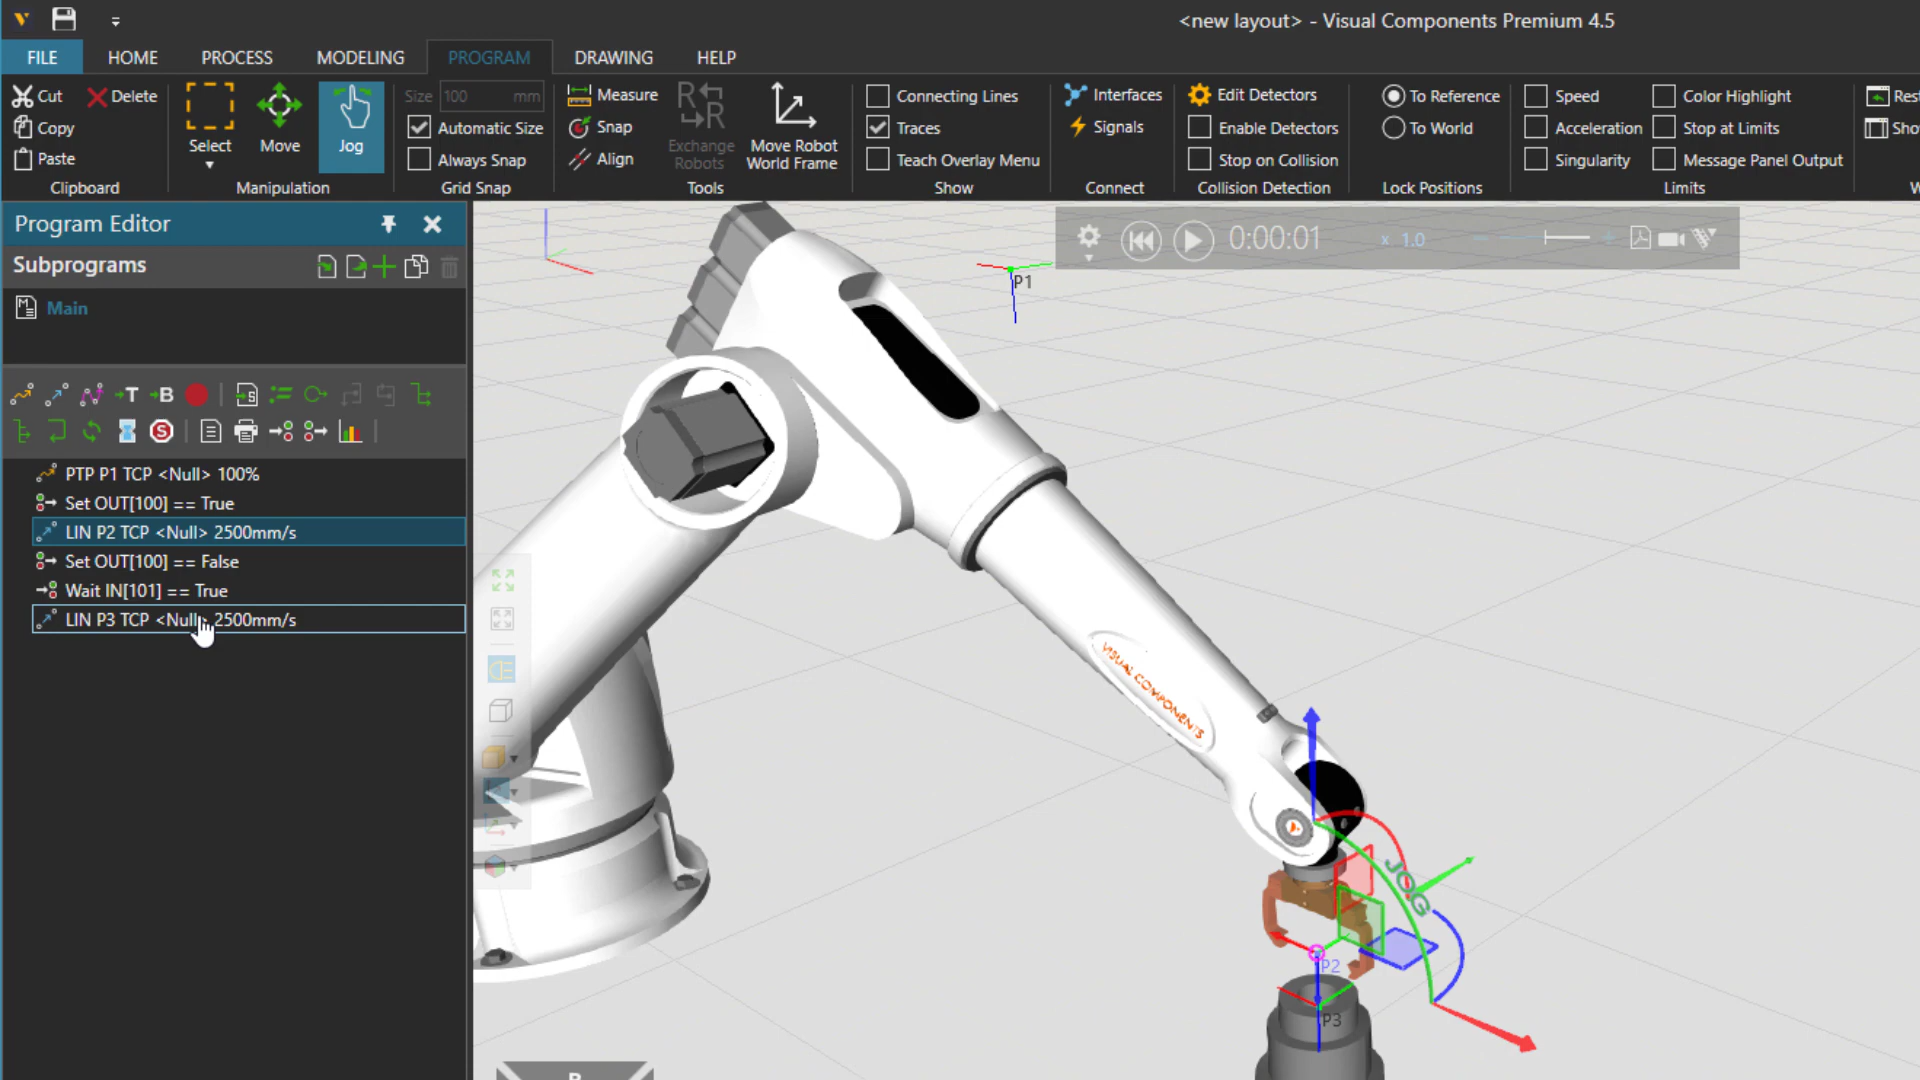 <new layout> - Visual Components Premium 4.5
FILE HOME PROCESS MODELING PROGRAM DRAWING HELP
Cut Delete
Copy
Paste
Clipboard
Select Move Jog
Manipulation
Size 100 mm
Automatic Size
Always Snap
Grid Snap
Measure
Snap
Align
Exchange Robots
Move Robot World Frame
Tools
Connecting Lines
Traces
Teach Overlay Menu
Show
Interfaces
Signals
Connect
Edit Detectors
Enable Detectors
Stop on Collision
Collision Detection
To Reference
To World
Lock Positions
Speed Color Highlight
Acceleration Stop at Limits
Singularity Message Panel Output
Limits
Program Editor
Subprograms
Main
T B S
S
PTP P1 TCP <Null> 100%
Set OUT[100] == True
LIN P2 TCP <Null> 2500mm/s
Set OUT[100] == False
Wait IN[101] == True
LIN P3 TCP <Null> 2500mm/s
0:00:01 x 1.0
P1
VISUAL COMPONENTS
JOG
P2
P3